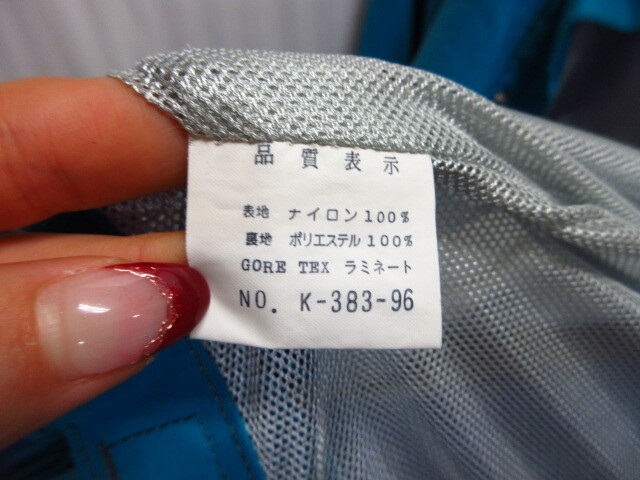 品質表示
表地 ナイロン100%
裏地 ポリエステル100%
GORE TEX ラミネート
NO. K-383-96